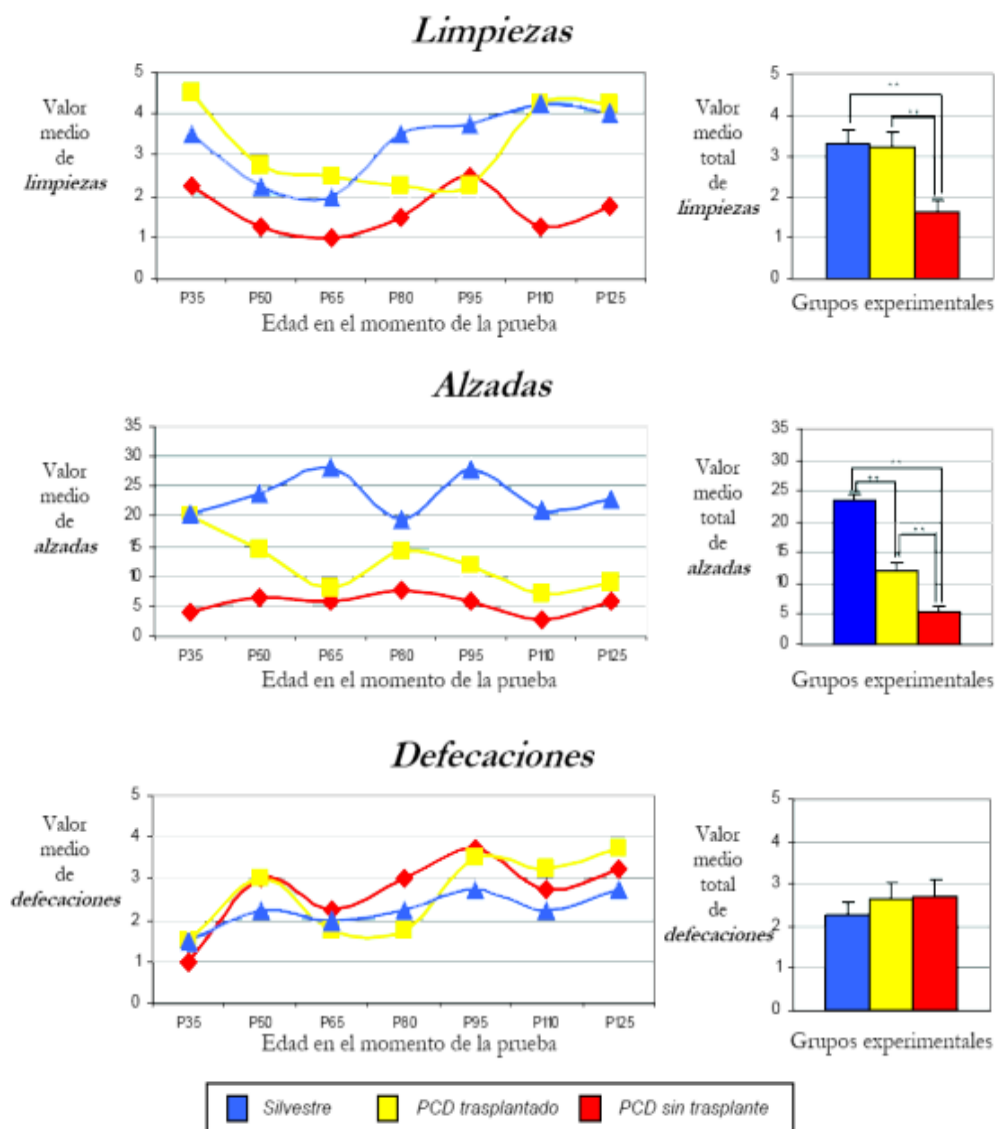 Limpiezas
Valor
medio
de
limpiezas
5
4
3
2
1
0
P35 P50 P65 P80 P95 P110 P125
Edad en el momento de la prueba
Valor
medio
total
de
limpiezas
5
4
3
2
1
0
Grupos experimentales
Alzadas
Valor
medio
de
alzadas
35
30
25
20
15
10
5
0
P35 P50 P65 P80 P95 P110 P125
Edad en el momento de la prueba
Valor
medio
total
de
alzadas
35
30
25
20
15
10
5
0
Grupos experimentales
Defecaciones
Valor
medio
de
defecaciones
5
4
3
2
1
0
P35 P50 P65 P80 P95 P110 P125
Edad en el momento de la prueba
Valor
medio
total
de
defecaciones
5
4
3
2
1
0
Grupos experimentales
Silvestre PCD trasplantado PCD sin trasplante